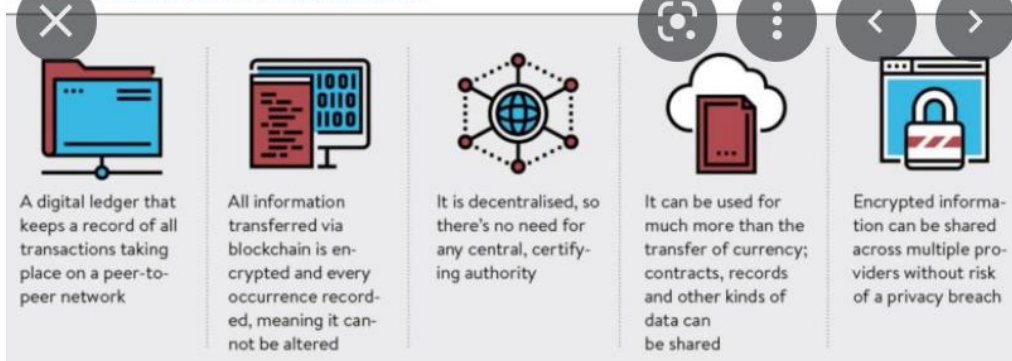 1001
0110
1100
A digital ledger that
keeps a record of all
transactions taking
place on a peer-to-
peer network
All information
transferred via
blockchain is en-
crypted and every
occurrence record-
ed, meaning it can-
not be altered
It is decentralised, so
there's no need for
any central, certify-
ing authority
It can be used for
much more than the
transfer of currency;
contracts, records
and other kinds of
data can
be shared
Encrypted informa-
tion can be shared
across multiple pro-
viders without risk
of a privacy breach